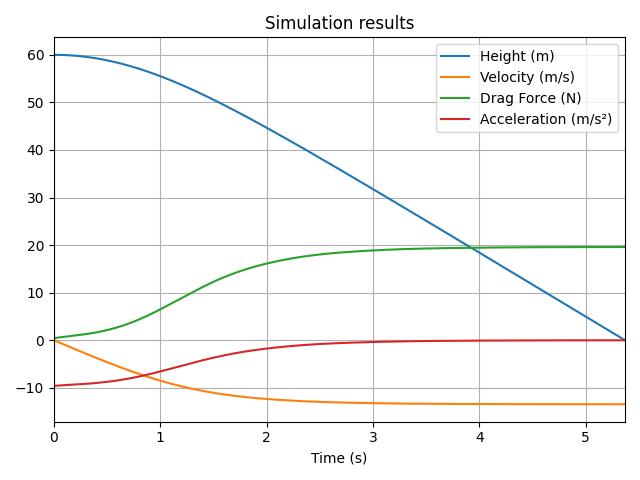 Simulation results
Height (m)
Velocity (m/s)
Drag Force (N)
Acceleration (m/s²)
60
50
40
30
20
10
0
−10
0 1 2 3 4 5
Time (s)